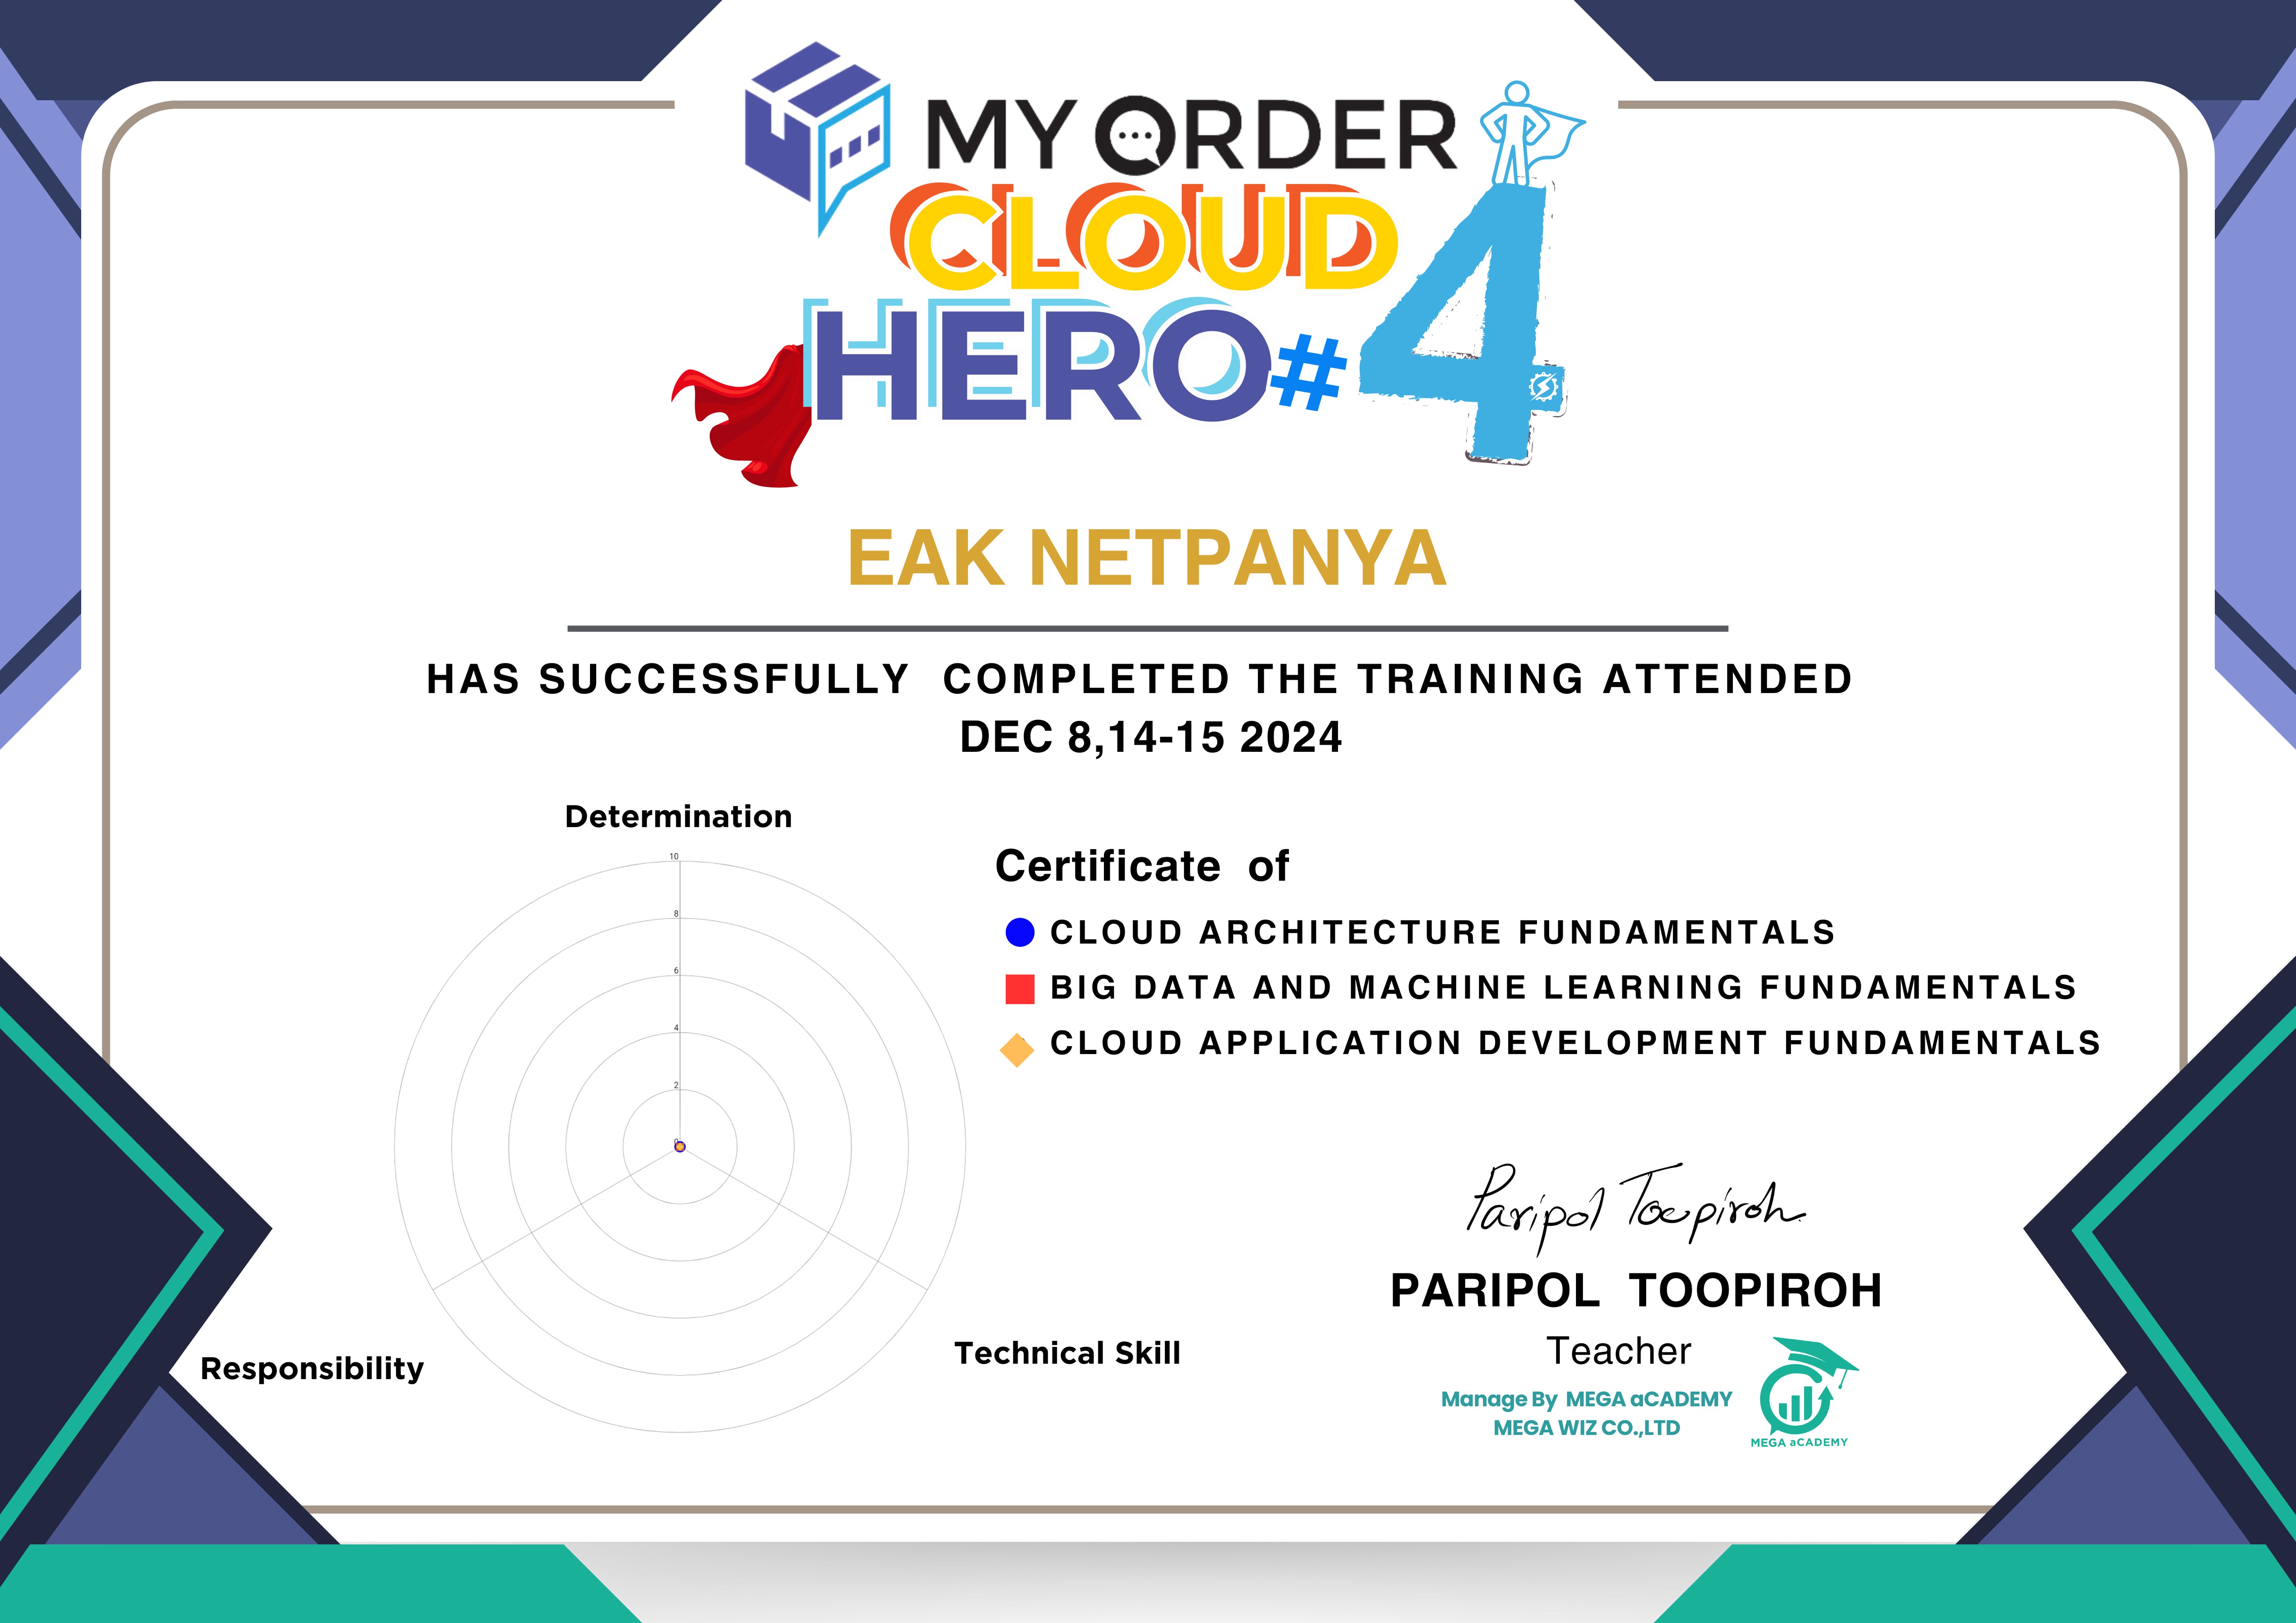 MY ORDER
CLOUD
HERO#4
EAK NETPANYA
HAS SUCCESSFULLY COMPLETED THE TRAINING ATTENDED
DEC 8,14-15 2024
Determination
10
8
6
4
2
0
Responsibility
Technical Skill
Certificate of
CLOUD ARCHITECTURE FUNDAMENTALS
BIG DATA AND MACHINE LEARNING FUNDAMENTALS
CLOUD APPLICATION DEVELOPMENT FUNDAMENTALS
Paripol Toopiroh
PARIPOL TOOPIROH
Teacher
Manage By MEGA aCADEMY
MEGA WIZ CO.,LTD
MEGA aCADEMY